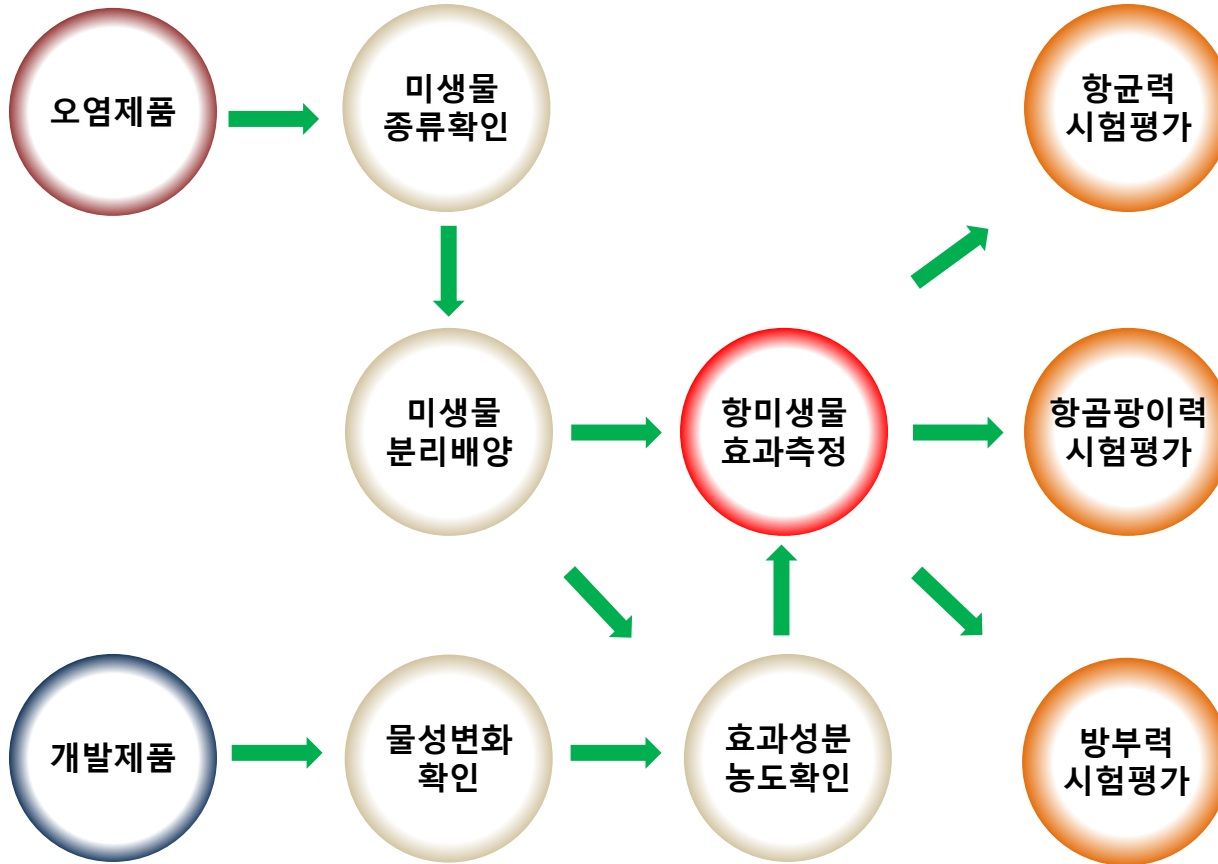 오염제품
미생물
종류확인
항균력
시험평가
미생물
분리배양
항미생물
효과측정
항곰팡이력
시험평가
개발제품
물성변화
확인
효과성분
농도확인
방부력
시험평가